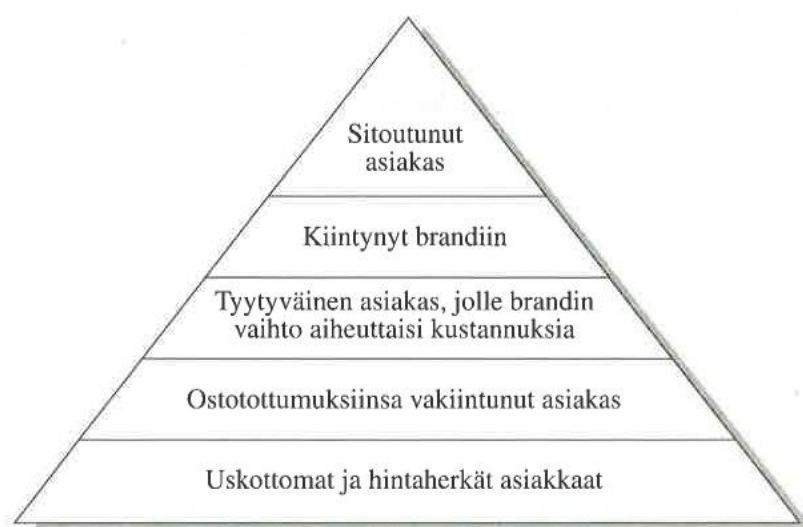 Sitoutunut
asiakas
Kiintynyt brandiin
Tyytyväinen asiakas, jolle brandin
vaihto aiheuttaisi kustannuksia
Ostotottumuksiinsa vakiintunut asiakas
Uskottomat ja hintaherkät asiakkaat